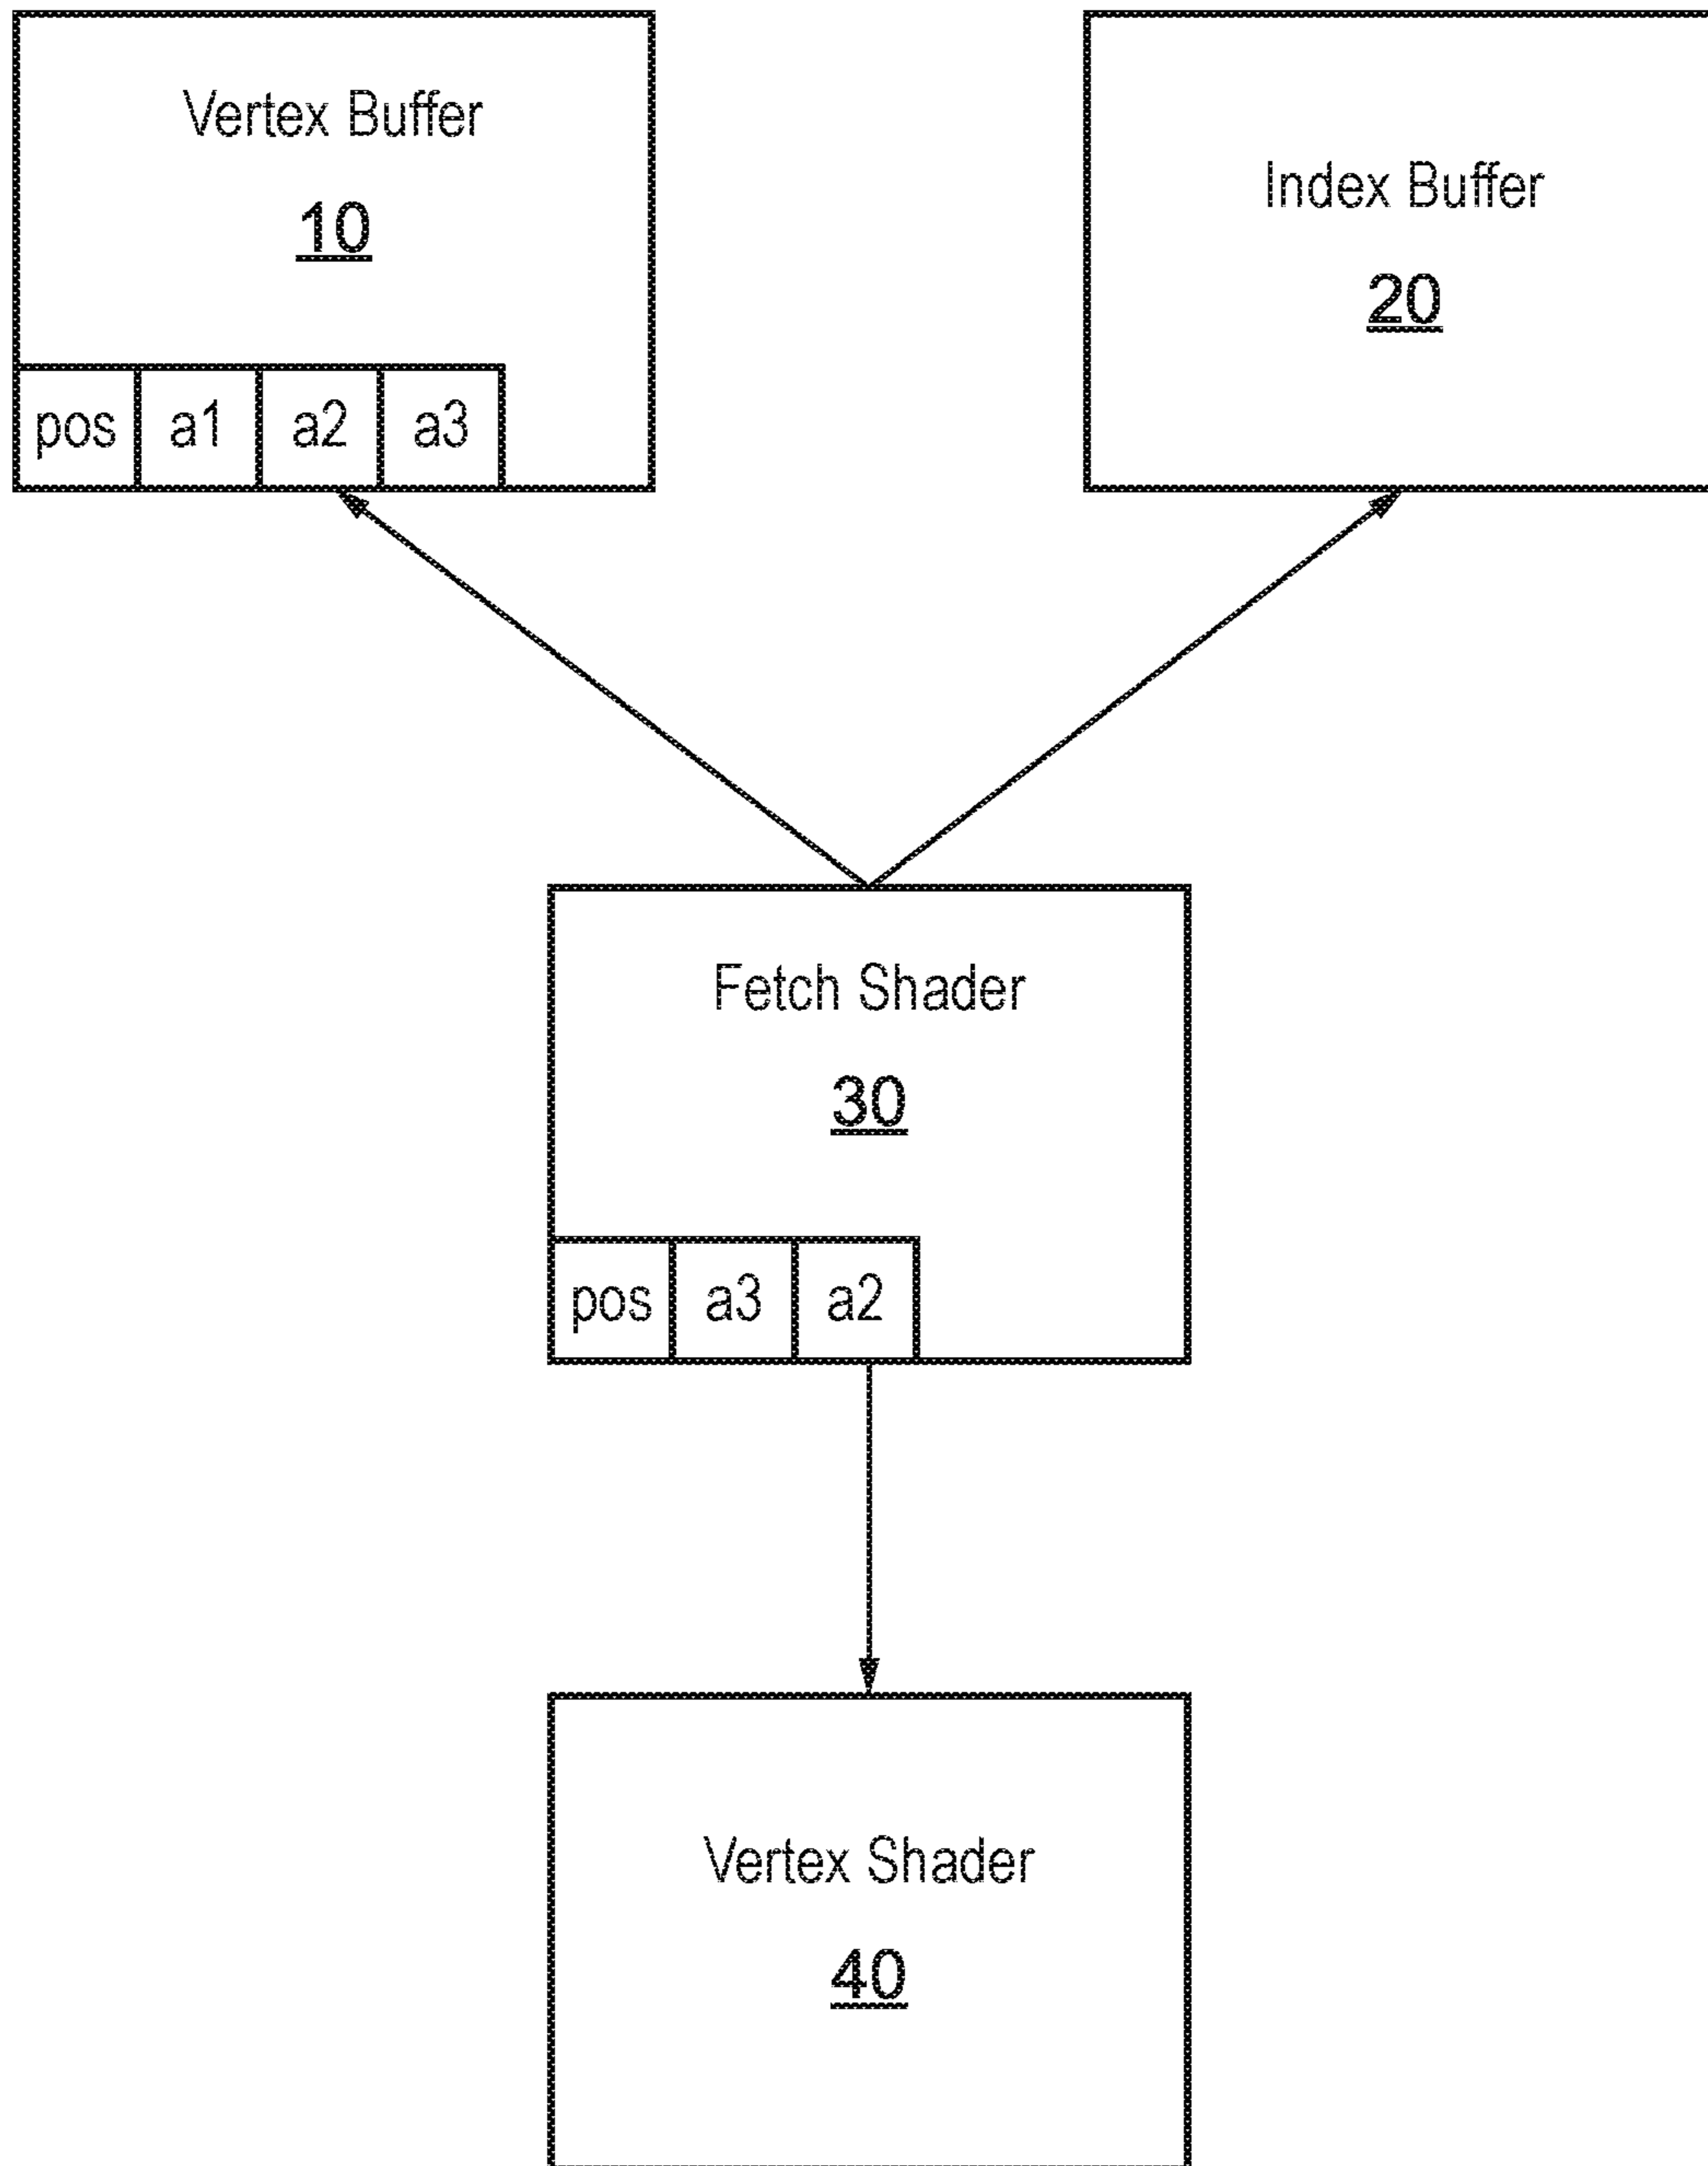 Vertex Buffer
10
pos a1 a2 a3
Index Buffer
20
Fetch Shader
30
pos a3 a2
Vertex Shader
40